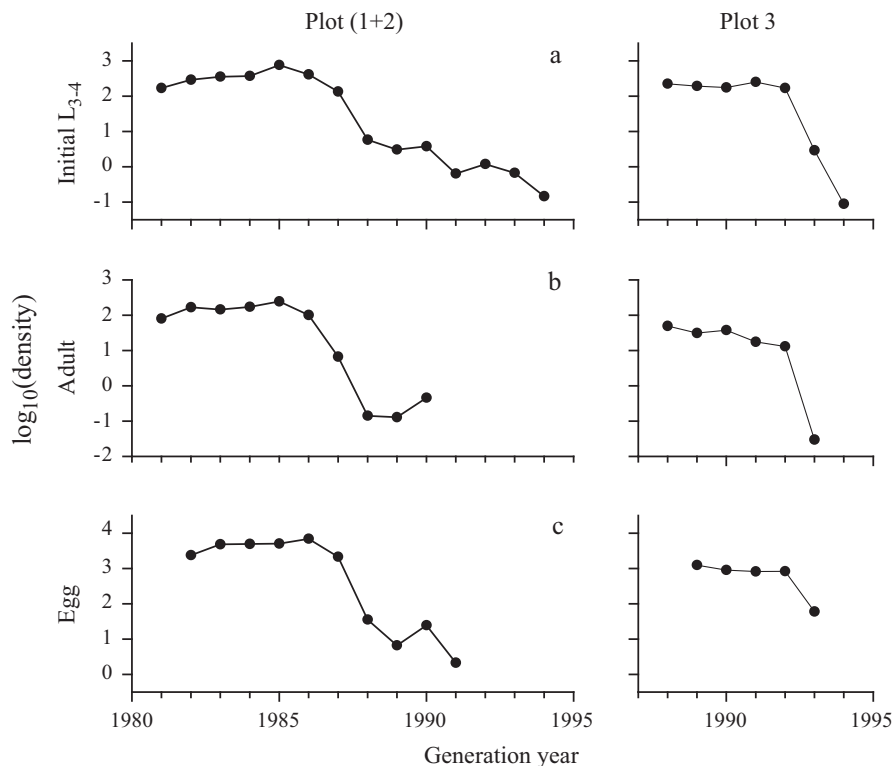 Plot (1+2)
Plot 3
a
Initial L3-4
3
2
1
0
-1
b
log10(density)
Adult
3
2
1
0
-1
-2
c
Egg
4
3
2
1
0
1980 1985 1990 1995
1990 1995
Generation year